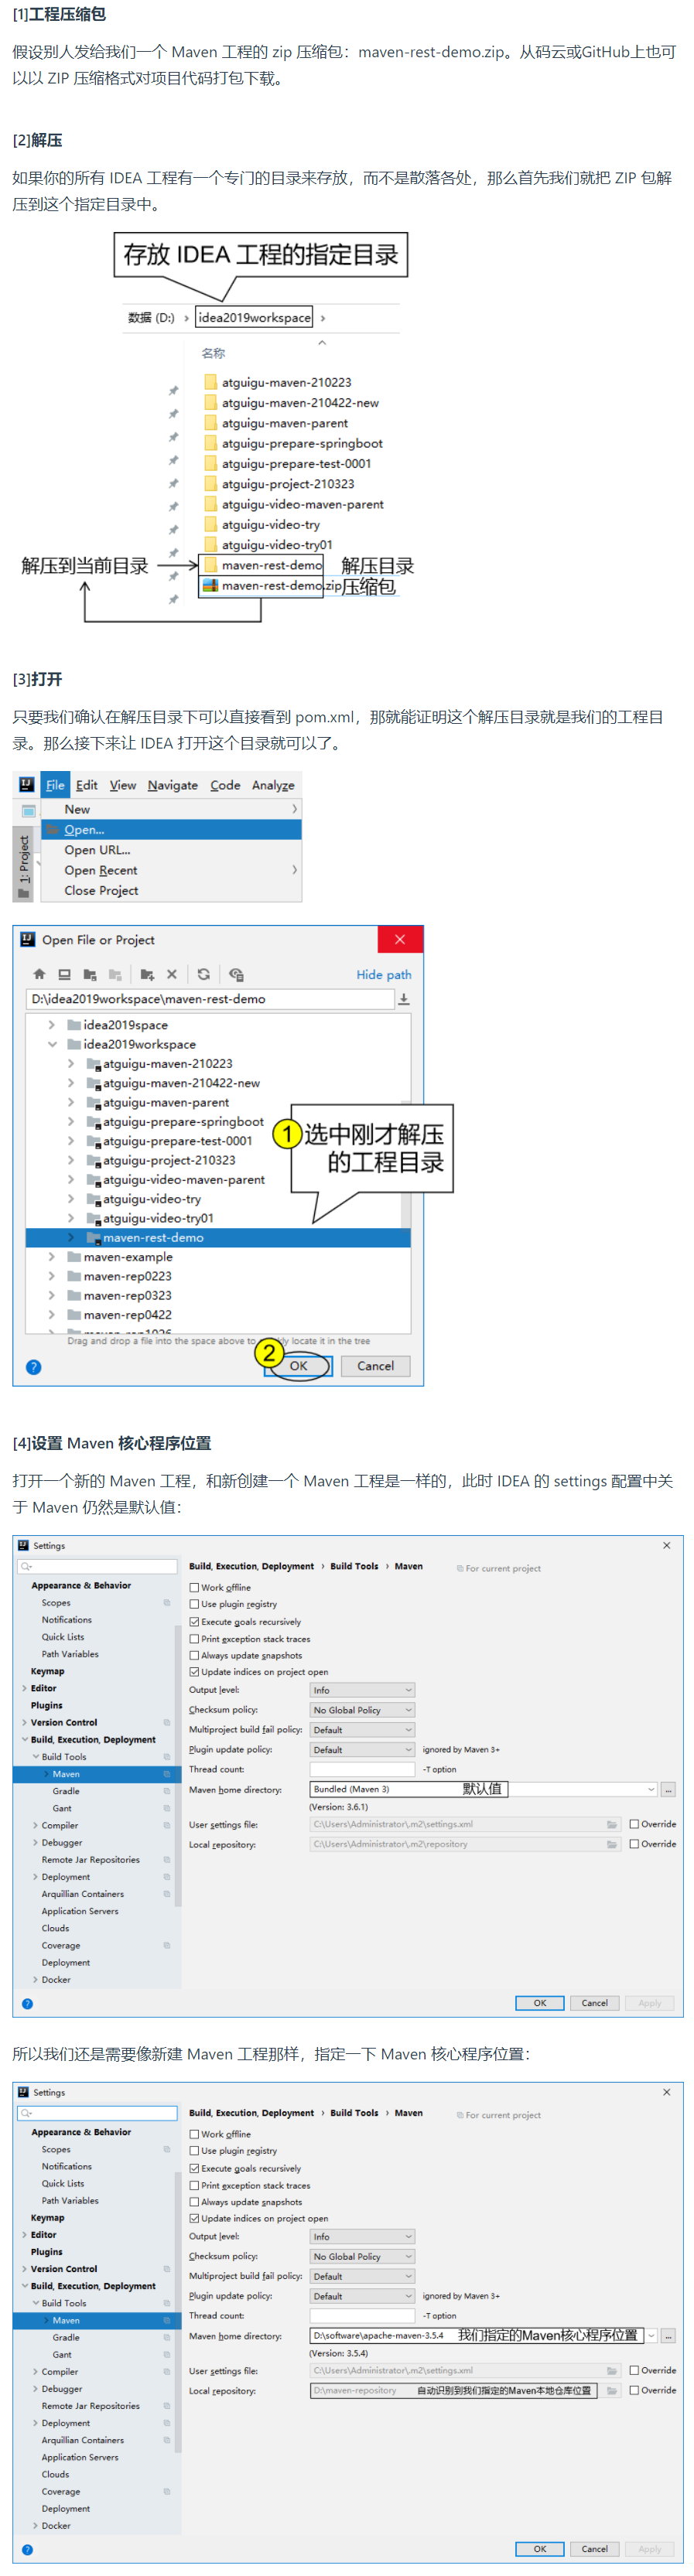 [1]工程压缩包
假设别人发给我们一个 Maven 工程的 zip 压缩包：maven-rest-demo.zip。从码云或GitHub上也可
以以 ZIP 压缩格式对项目代码打包下载。
[2]解压
如果你的所有 IDEA 工程有一个专门的目录来存放，而不是散落各处，那么首先我们就把 ZIP 包解
压到这个指定目录中。
存放 IDEA 工程的指定目录
数据 (D:) › idea2019workspace ›
名称
atguigu-maven-210223
atguigu-maven-210422-new
atguigu-maven-parent
atguigu-prepare-springboot
atguigu-prepare-test-0001
atguigu-project-210323
atguigu-video-maven-parent
atguigu-video-try
atguigu-video-try01
解压到当前目录 maven-rest-demo 解压目录
maven-rest-demo.zip 压缩包
[3]打开
只要我们确认在解压目录下可以直接看到 pom.xml，那就能证明这个解压目录就是我们的工程目
录。那么接下来让 IDEA 打开这个目录就可以了。
File Edit View Navigate Code Analyze
New
Open...
Open URL...
Open Recent
Close Project
1: Project
Open File or Project
Hide path
D:\idea2019workspace\maven-rest-demo
idea2019space
idea2019workspace
atguigu-maven-210223
atguigu-maven-210422-new
atguigu-maven-parent
atguigu-prepare-springboot
atguigu-prepare-test-0001
atguigu-project-210323
atguigu-video-maven-parent
atguigu-video-try
atguigu-video-try01
maven-rest-demo
1 选中刚才解压
的工程目录
maven-example
maven-rep0223
maven-rep0323
maven-rep0422
maven-rep1026
Drag and drop a file into the space above to quickly locate it in the tree
2
? OK Cancel
[4]设置 Maven 核心程序位置
打开一个新的 Maven 工程，和新创建一个 Maven 工程是一样的，此时 IDEA 的 settings 配置中关
于 Maven 仍然是默认值：
Settings
Appearance & Behavior
Scopes
Notifications
Quick Lists
Path Variables
Keymap
Editor
Plugins
Version Control
Build, Execution, Deployment
Build Tools
Maven
Gradle
Gant
Compiler
Debugger
Remote Jar Repositories
Deployment
Arquillian Containers
Application Servers
Clouds
Coverage
Deployment
Docker
Build, Execution, Deployment › Build Tools › Maven For current project
Work offline
Use plugin registry
Execute goals recursively
Print exception stack traces
Always update snapshots
Update indices on project open
Output level: Info
Checksum policy: No Global Policy
Multiproject build fail policy: Default
Plugin update policy: Default ignored by Maven 3+
Thread count: -T option
Maven home directory: Bundled (Maven 3) 默认值 ...
(Version: 3.6.1)
User settings file: C:\Users\Administrator\.m2\settings.xml Override
Local repository: C:\Users\Administrator\.m2\repository Override
? OK Cancel Apply
所以我们还是需要像新建 Maven 工程那样，指定一下 Maven 核心程序位置：
Settings
Appearance & Behavior
Scopes
Notifications
Quick Lists
Path Variables
Keymap
Editor
Plugins
Version Control
Build, Execution, Deployment
Build Tools
Maven
Gradle
Gant
Compiler
Debugger
Remote Jar Repositories
Deployment
Arquillian Containers
Application Servers
Clouds
Coverage
Deployment
Docker
Build, Execution, Deployment › Build Tools › Maven For current project
Work offline
Use plugin registry
Execute goals recursively
Print exception stack traces
Always update snapshots
Update indices on project open
Output level: Info
Checksum policy: No Global Policy
Multiproject build fail policy: Default
Plugin update policy: Default ignored by Maven 3+
Thread count: -T option
Maven home directory: D:\software\apache-maven-3.5.4 我们指定的Maven核心程序位置 ...
(Version: 3.5.4)
User settings file: C:\Users\Administrator\.m2\settings.xml Override
Local repository: D:\maven-repository 自动识别到我们指定的Maven本地仓库位置 Override
? OK Cancel Apply